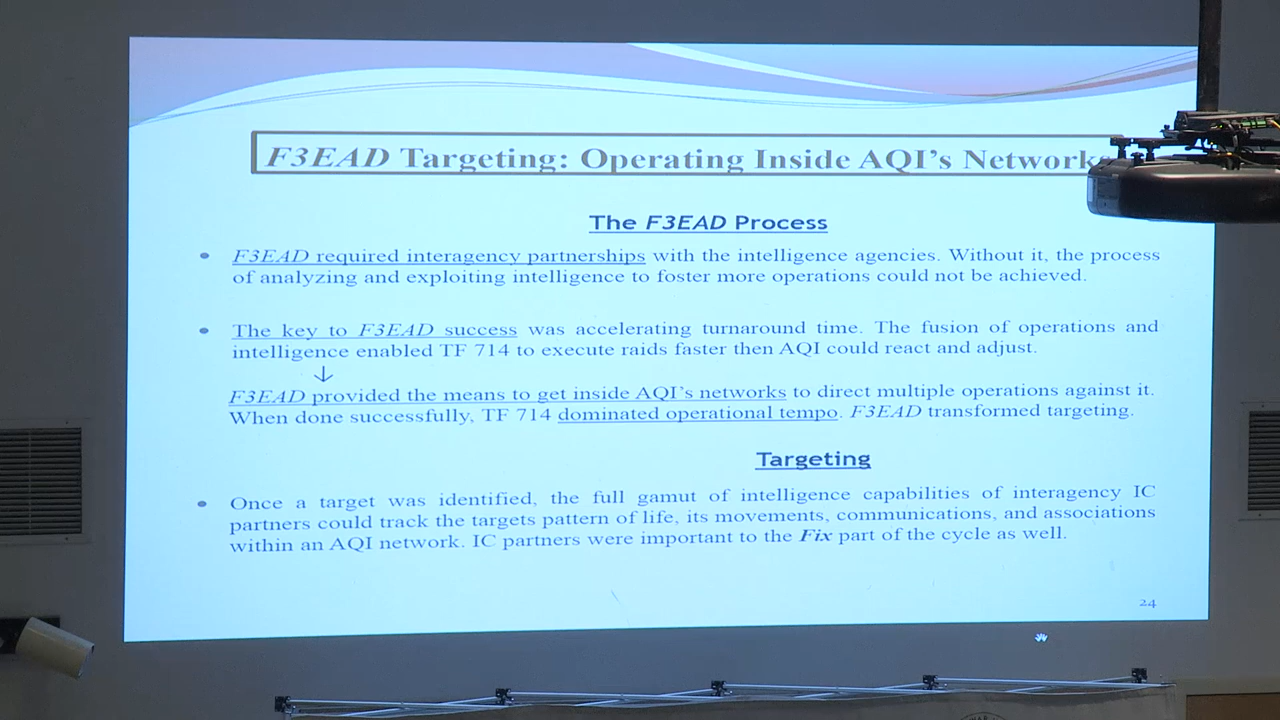 F3EAD Targeting: Operating Inside AQI's Networks
The F3EAD Process
• F3EAD required interagency partnerships with the intelligence agencies. Without it, the process
of analyzing and exploiting intelligence to foster more operations could not be achieved.
• The key to F3EAD success was accelerating turnaround time. The fusion of operations and
intelligence enabled TF 714 to execute raids faster then AQI could react and adjust.
↓
F3EAD provided the means to get inside AQI's networks to direct multiple operations against it.
When done successfully, TF 714 dominated operational tempo. F3EAD transformed targeting.
Targeting
• Once a target was identified, the full gamut of intelligence capabilities of interagency IC
partners could track the targets pattern of life, its movements, communications, and associations
within an AQI network. IC partners were important to the Fix part of the cycle as well.
24